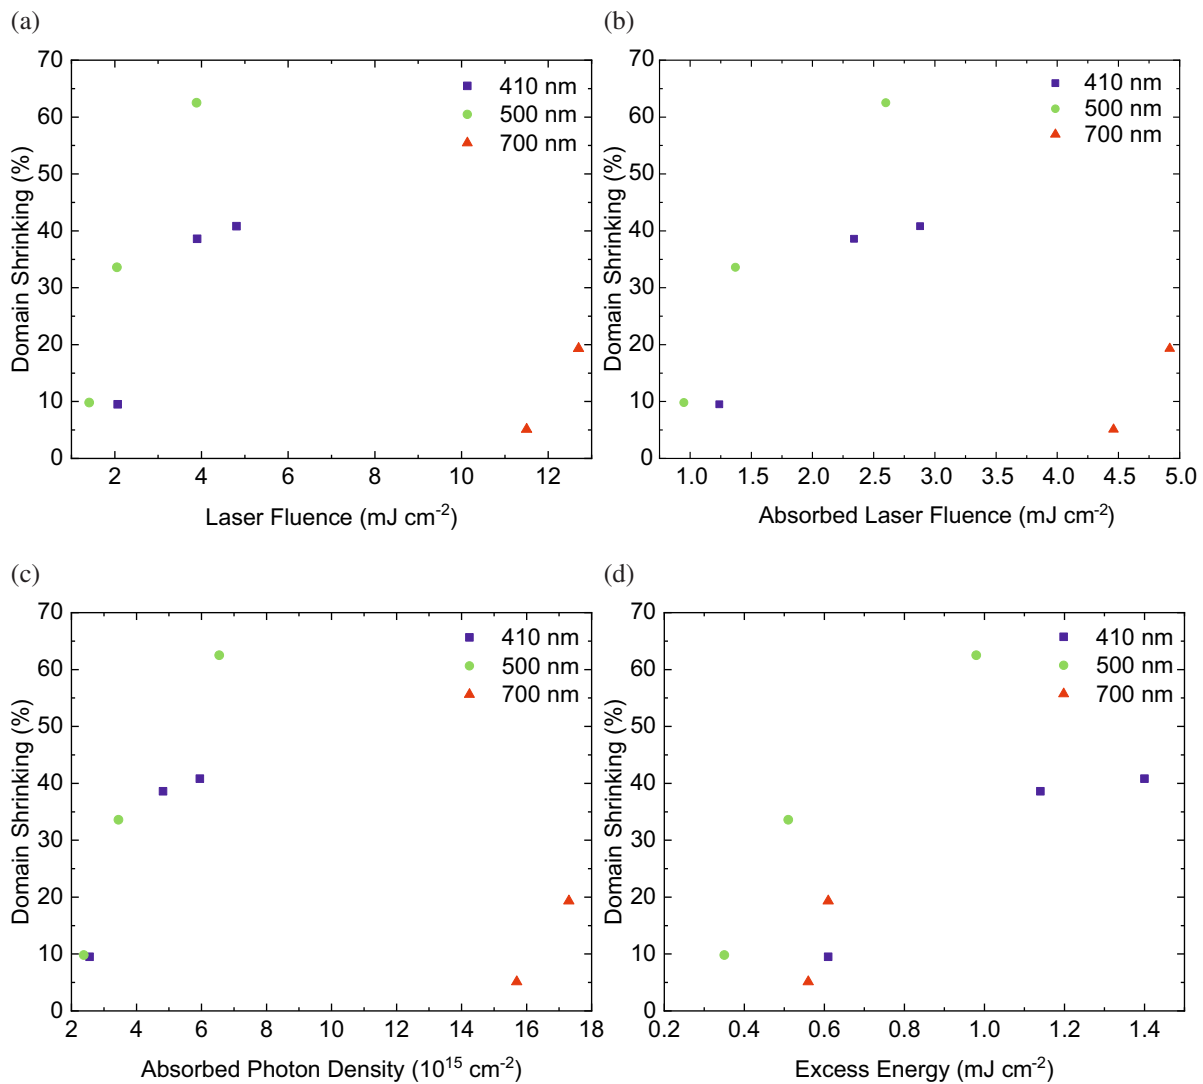 (a)
Domain Shrinking (%)
70
60
50
40
30
20
10
0
2 4 6 8 10 12
Laser Fluence (mJ cm⁻²)
410 nm
500 nm
700 nm
(b)
Domain Shrinking (%)
70
60
50
40
30
20
10
0
1.0 1.5 2.0 2.5 3.0 3.5 4.0 4.5 5.0
Absorbed Laser Fluence (mJ cm⁻²)
410 nm
500 nm
700 nm
(c)
Domain Shrinking (%)
70
60
50
40
30
20
10
0
2 4 6 8 10 12 14 16 18
Absorbed Photon Density (10¹⁵ cm⁻²)
410 nm
500 nm
700 nm
(d)
Domain Shrinking (%)
70
60
50
40
30
20
10
0
0.2 0.4 0.6 0.8 1.0 1.2 1.4
Excess Energy (mJ cm⁻²)
410 nm
500 nm
700 nm